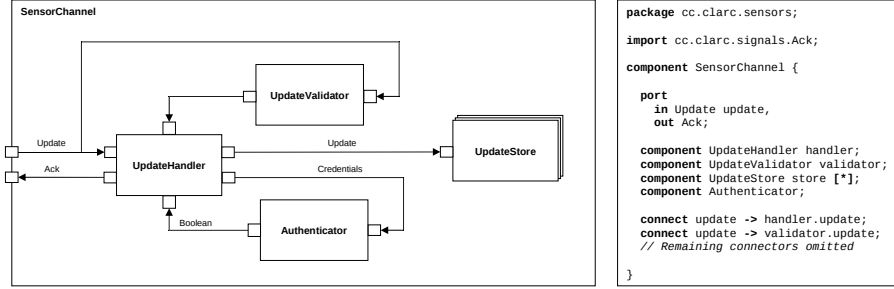 SensorChannel
UpdateValidator
Update
Update
UpdateHandler
UpdateStore
Ack
Credentials
Boolean
Authenticator
package cc.clarc.sensors;
import cc.clarc.signals.Ack;
component SensorChannel {
port
in Update update,
out Ack;
component UpdateHandler handler;
component UpdateValidator validator;
component UpdateStore store [*];
component Authenticator;
connect update -> handler.update;
connect update -> validator.update;
// Remaining connectors omitted
}